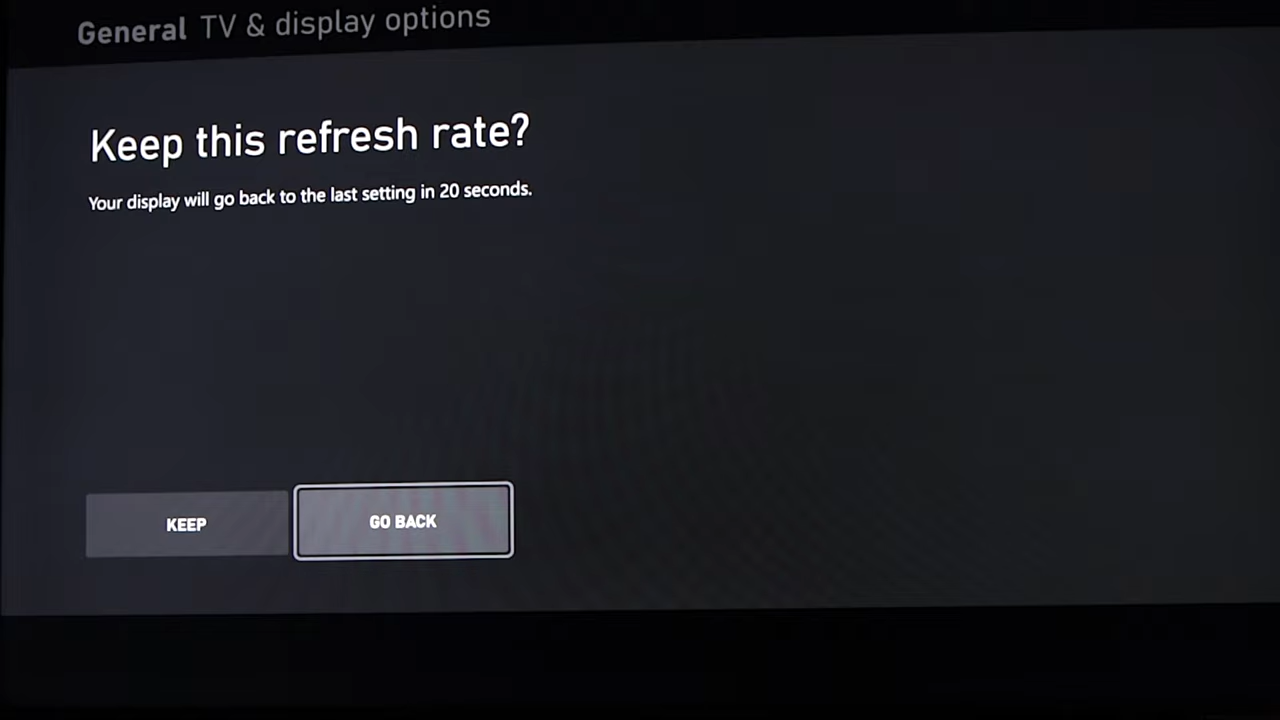 General TV & display options
Keep this refresh rate?
Your display will go back to the last setting in 20 seconds.
KEEP
GO BACK